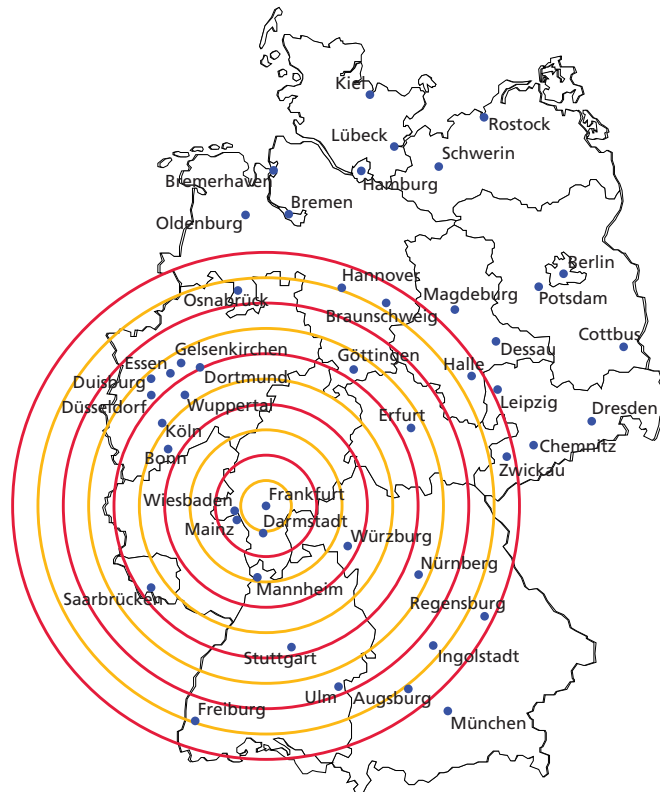 Kiel
Rostock
Lübeck
Schwerin
Bremerhaven
Hamburg
Bremen
Oldenburg
Berlin
Hannover
Osnabrück
Potsdam
Magdeburg
Braunschweig
Cottbus
Dessau
Gelsenkirchen
Göttingen
Essen
Halle
Duisburg
Dortmund
Düsseldorf
Wuppertal
Leipzig
Erfurt
Dresden
Köln
Chemnitz
Bonn
Zwickau
Frankfurt
Wiesbaden
Mainz
Darmstadt
Würzburg
Nürnberg
Mannheim
Saarbrücken
Regensburg
Stuttgart
Ingolstadt
Ulm
Augsburg
Freiburg
München